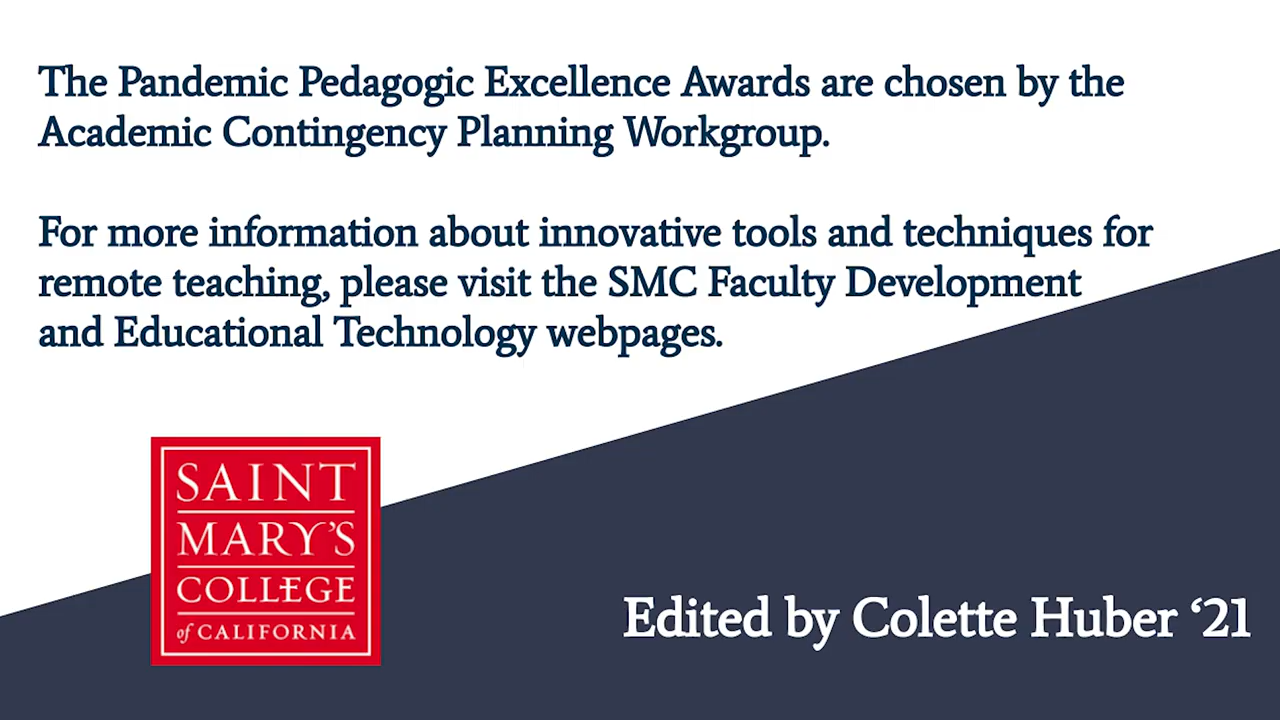 The Pandemic Pedagogic Excellence Awards are chosen by the
Academic Contingency Planning Workgroup.
For more information about innovative tools and techniques for
remote teaching, please visit the SMC Faculty Development
and Educational Technology webpages.
SAINT
MARY'S
COLLEGE
of CALIFORNIA
Edited by Colette Huber ‘21